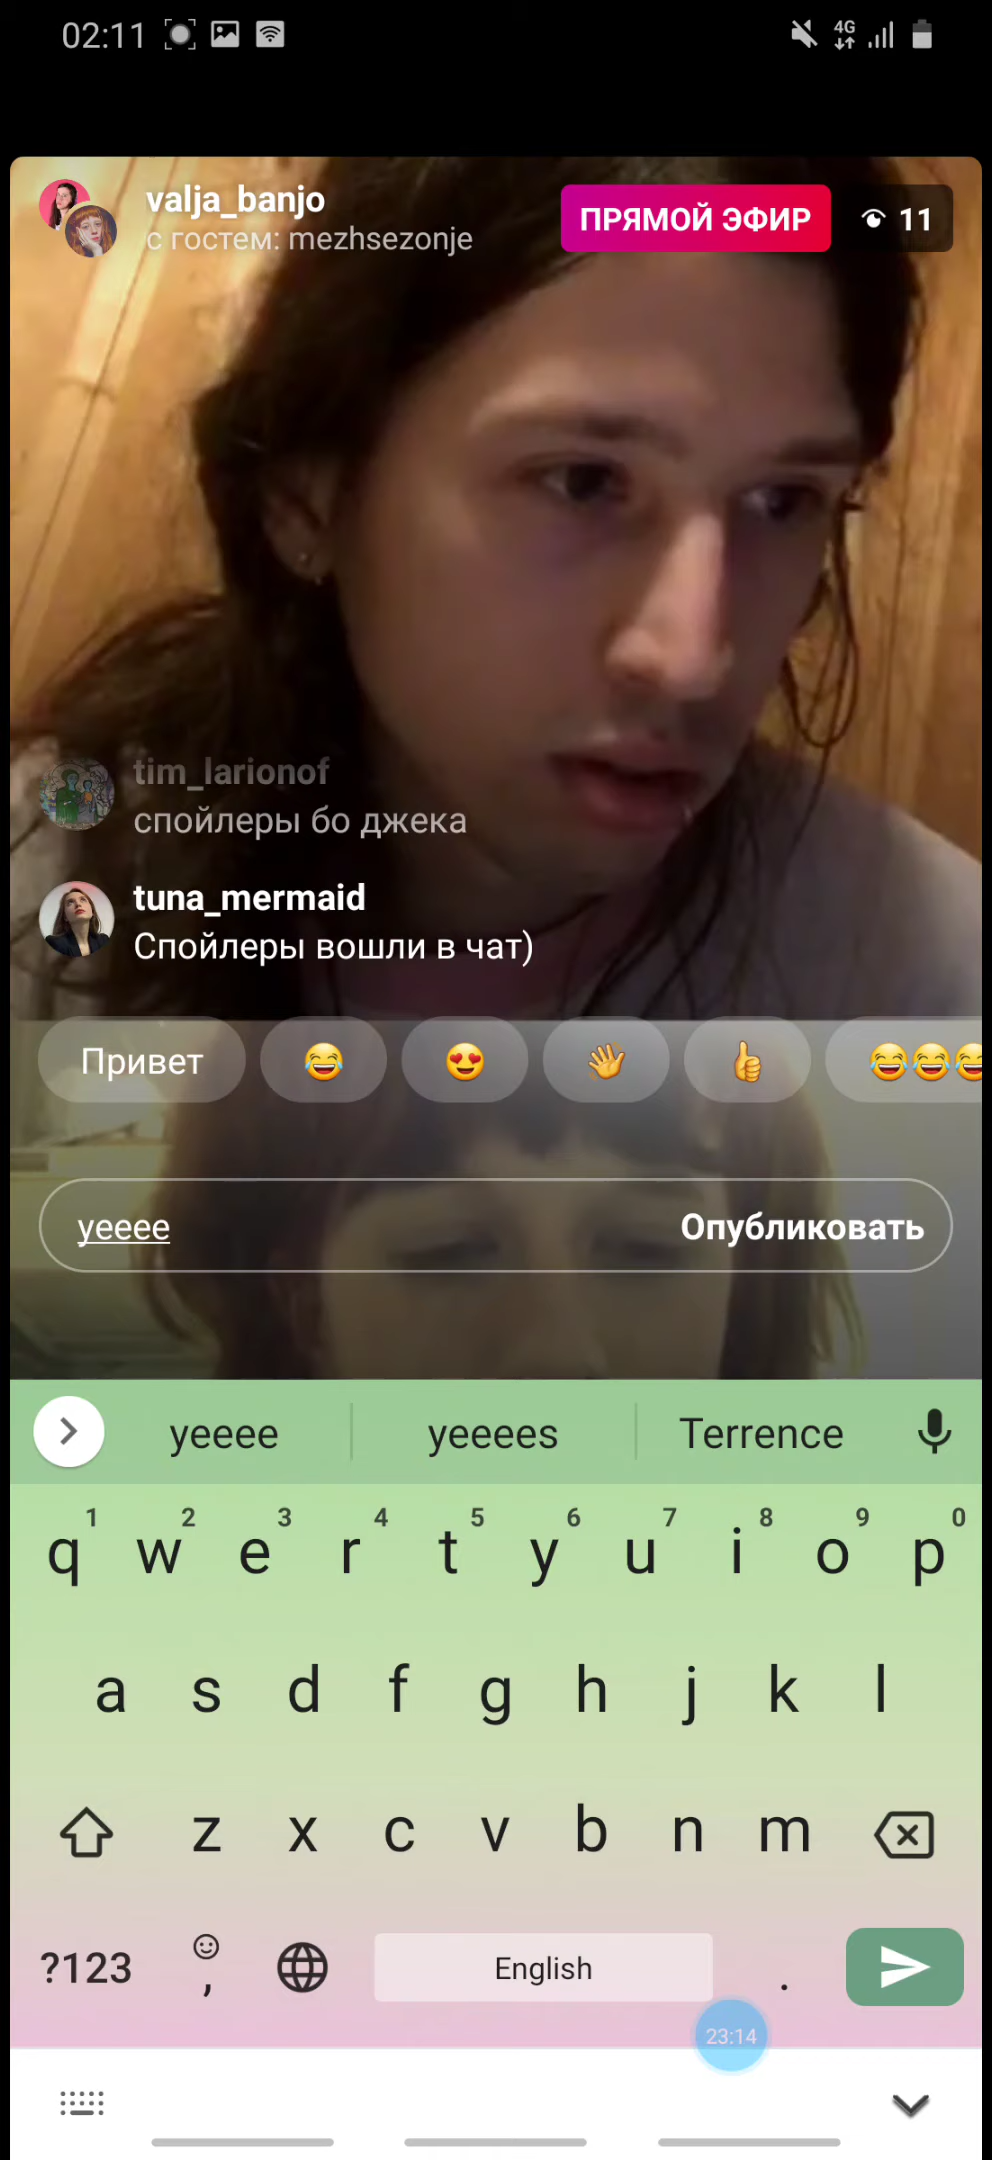 02:11
4G
valja_banjo
с гостем: mezhsezonje
ПРЯМОЙ ЭФИР
11
tim_larionof
спойлеры бо джека
tuna_mermaid
Спойлеры вошли в чат)
Привет
yeeee
Опубликовать
yeeee yeeees Terrence
1 2 3 4 5 6 7 8 9 0
q w e r t y u i o p
a s d f g h j k l
z x c v b n m
?123 , English .
23:14